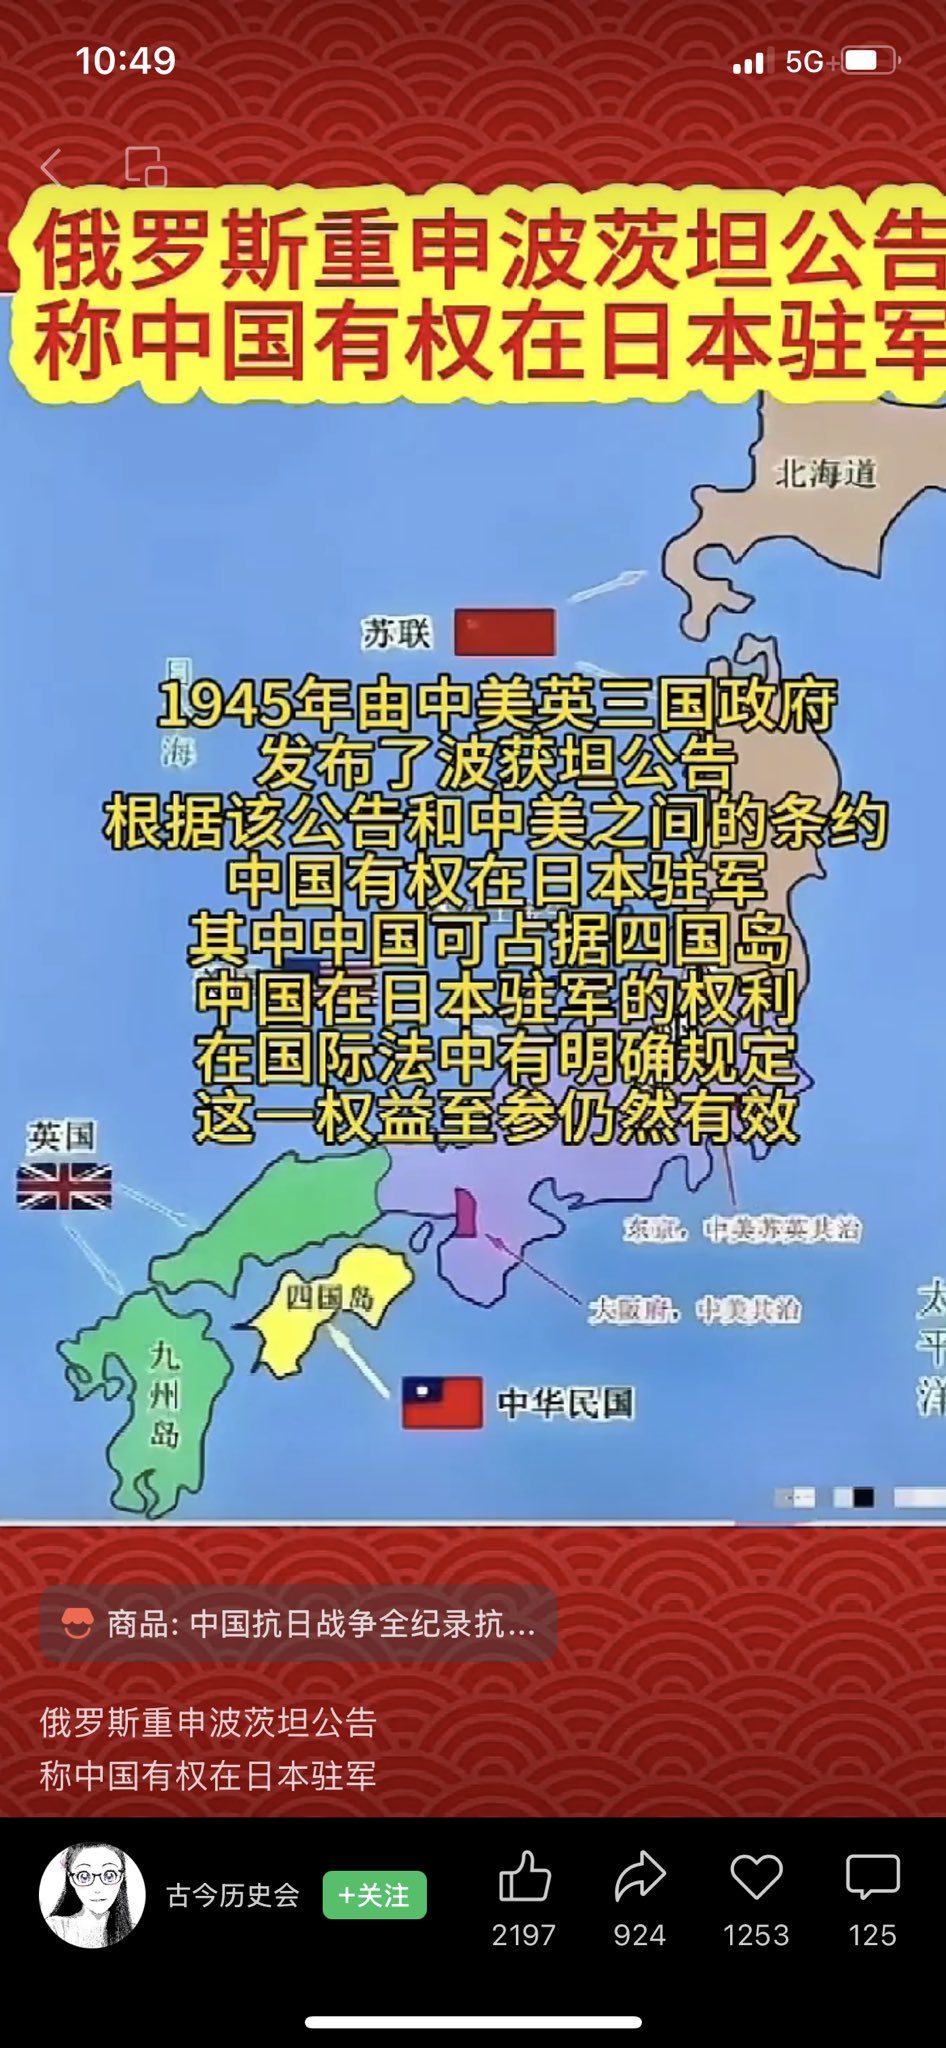 10:49
5G+
俄罗斯重申波茨坦公告
称中国有权在日本驻军
北海道
苏联
日
海
1945年由中美英三国政府
发布了波获坦公告
根据该公告和中美之间的条约
中国有权在日本驻军
其中中国可占据四国岛
中国在日本驻军的权利
在国际法中有明确规定
这一权益至参仍然有效
英国
东京，中美苏英共治
四国岛
大阪府，中美共治
太平洋
九州岛
中华民国
商品: 中国抗日战争全纪录抗...
俄罗斯重申波茨坦公告
称中国有权在日本驻军
古今历史会
+关注
2197
924
1253
125